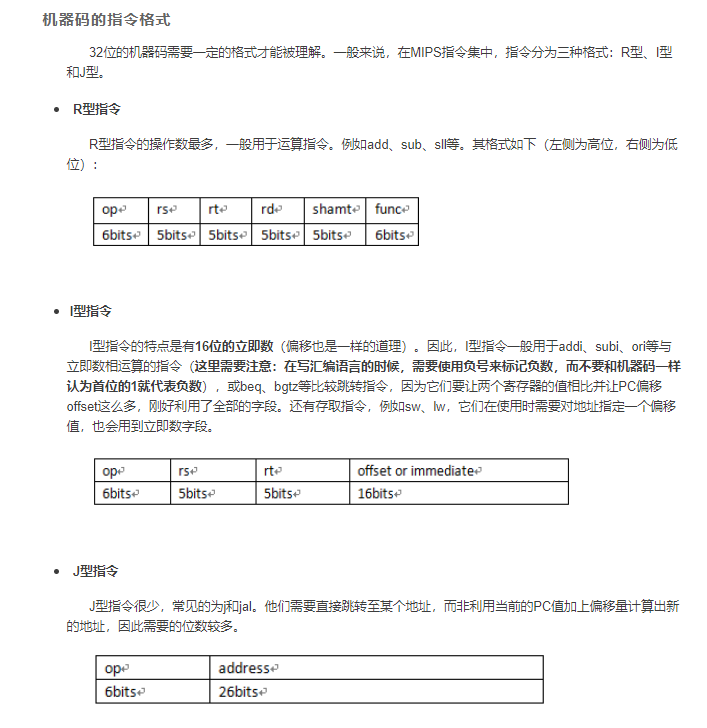 机器码的指令格式
32位的机器码需要一定的格式才能被理解。一般来说，在MIPS指令集中，指令分为三种格式：R型、I型
和J型。
• R型指令
R型指令的操作数最多，一般用于运算指令。例如add、sub、sll等。其格式如下（左侧为高位，右侧为低
位）：
op↵ rs↵ rt↵ rd↵ shamt↵ func↵
6bits↵ 5bits↵ 5bits↵ 5bits↵ 5bits↵ 6bits↵
• I型指令
I型指令的特点是有16位的立即数（偏移也是一样的道理）。因此，I型指令一般用于addi、subi、ori等与
立即数相运算的指令（这里需要注意：在写汇编语言的时候，需要使用负号来标记负数，而不要和机器码一样
认为首位的1就代表负数），或beq、bgtz等比较跳转指令，因为它们要让两个寄存器的值相比并让PC偏移
offset这么多，刚好利用了全部的字段。还有存取指令，例如sw、lw，它们在使用时需要对地址指定一个偏移
值，也会用到立即数字段。
op↵ rs↵ rt↵ offset or immediate↵
6bits↵ 5bits↵ 5bits↵ 16bits↵
• J型指令
J型指令很少，常见的为j和jal。他们需要直接跳转至某个地址，而非利用当前的PC值加上偏移量计算出新
的地址，因此需要的位数较多。
op↵ address↵
6bits↵ 26bits↵